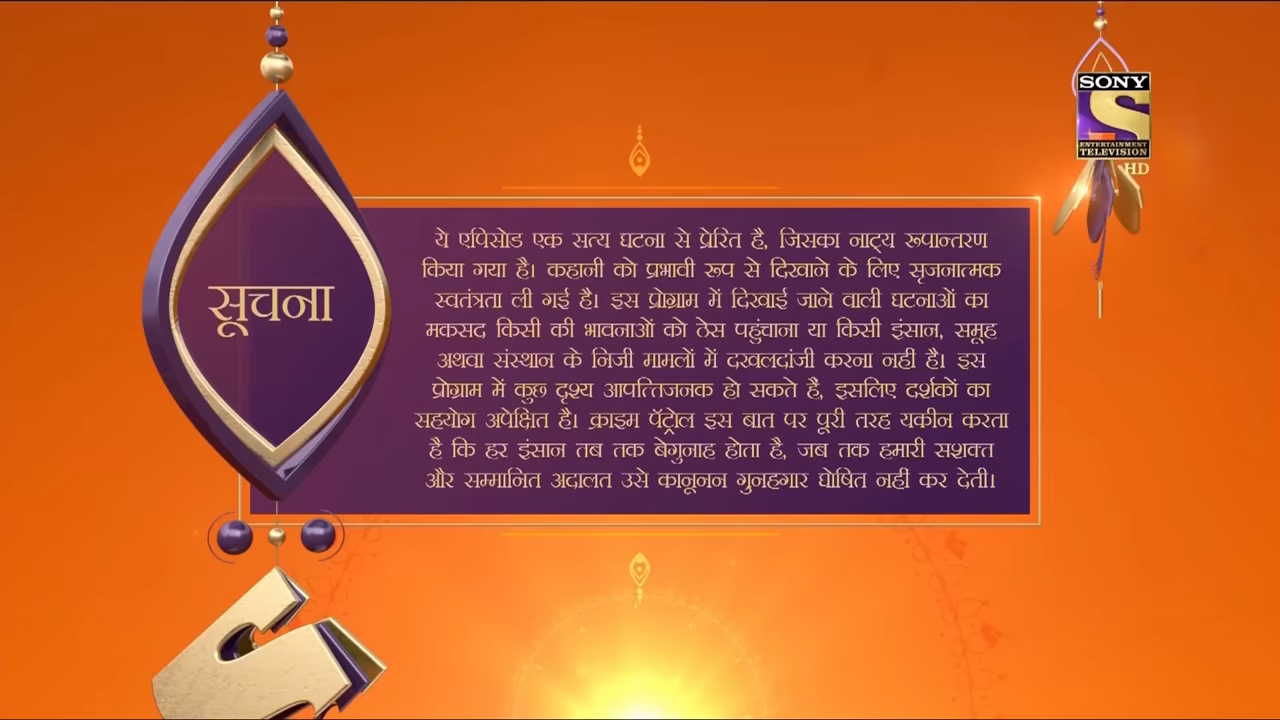 सूचना
ये एपिसोड एक सत्य घटना से प्रेरित है, जिसका नाट्य रूपान्तरण
किया गया है। कहानी को प्रभावी रूप से दिखाने के लिए सृजनात्मक
स्वतंत्रता ली गई है। इस प्रोग्राम में दिखाई जाने वाली घटनाओं का
मकसद किसी की भावनाओं को ठेस पहुंचाना या किसी इंसान, समूह
अथवा संस्थान के निजी मामलों में दखलदांजी करना नहीं है। इस
प्रोग्राम में कुछ दृश्य आपत्तिजनक हो सकते हैं, इसलिए दर्शकों का
सहयोग अपेक्षित है। क्राइम पॅट्रोल इस बात पर पूरी तरह यकीन करता
है कि हर इंसान तब तक बेगुनाह होता है, जब तक हमारी सशक्त
और सम्मानित अदालत उसे कानूनन गुनहगार घोषित नहीं कर देती।
SONY
ENTERTAINMENT
TELEVISION
HD